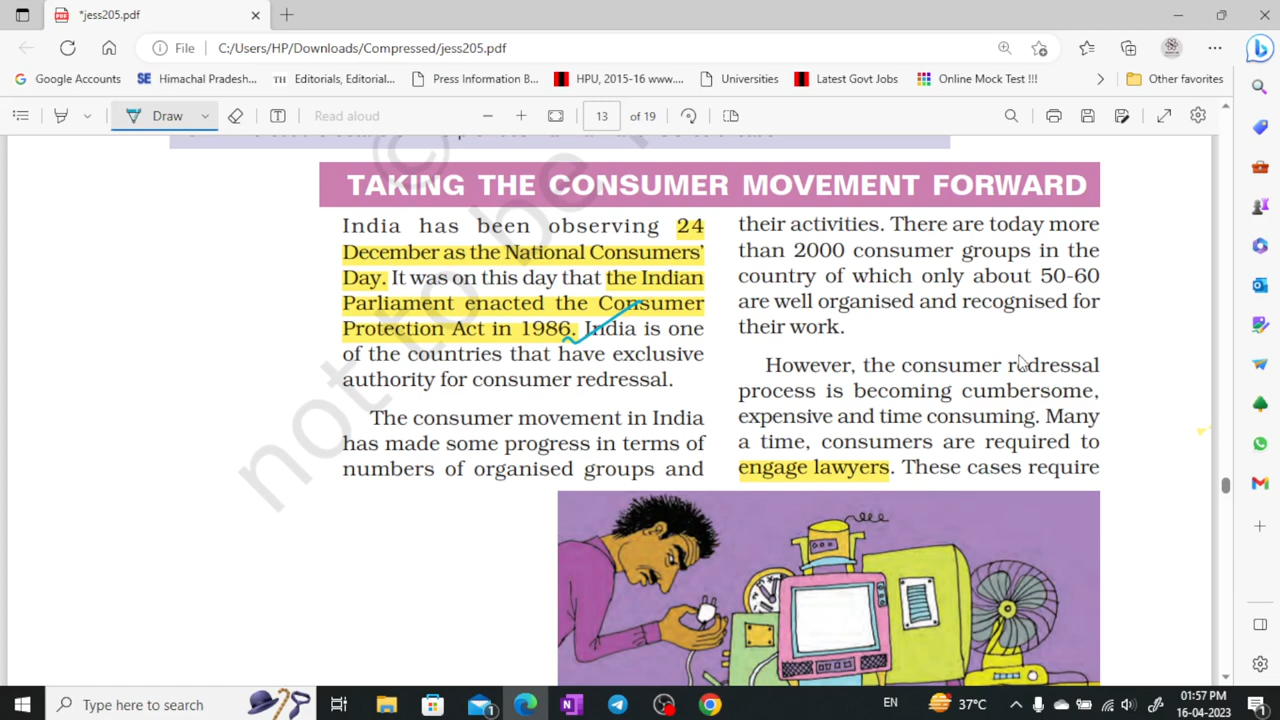 *jess205.pdf
File
C:/Users/HP/Downloads/Compressed/jess205.pdf
Google Accounts
SE Himachal Pradesh...
TH Editorials, Editorial...
Press Information B...
HPU, 2015-16 www....
Universities
Latest Govt Jobs
Online Mock Test !!!
Other favorites
Draw
Read aloud
13
of 19
TAKING THE CONSUMER MOVEMENT FORWARD
India has been observing 24
December as the National Consumers'
Day. It was on this day that the Indian
Parliament enacted the Consumer
Protection Act in 1986. India is one
of the countries that have exclusive
authority for consumer redressal.
The consumer movement in India
has made some progress in terms of
numbers of organised groups and
their activities. There are today more
than 2000 consumer groups in the
country of which only about 50-60
are well organised and recognised for
their work.
However, the consumer redressal
process is becoming cumbersome,
expensive and time consuming. Many
a time, consumers are required to
engage lawyers. These cases require
© not to be
Type here to search
1
EN
37°C
01:57 PM
16-04-2023
1